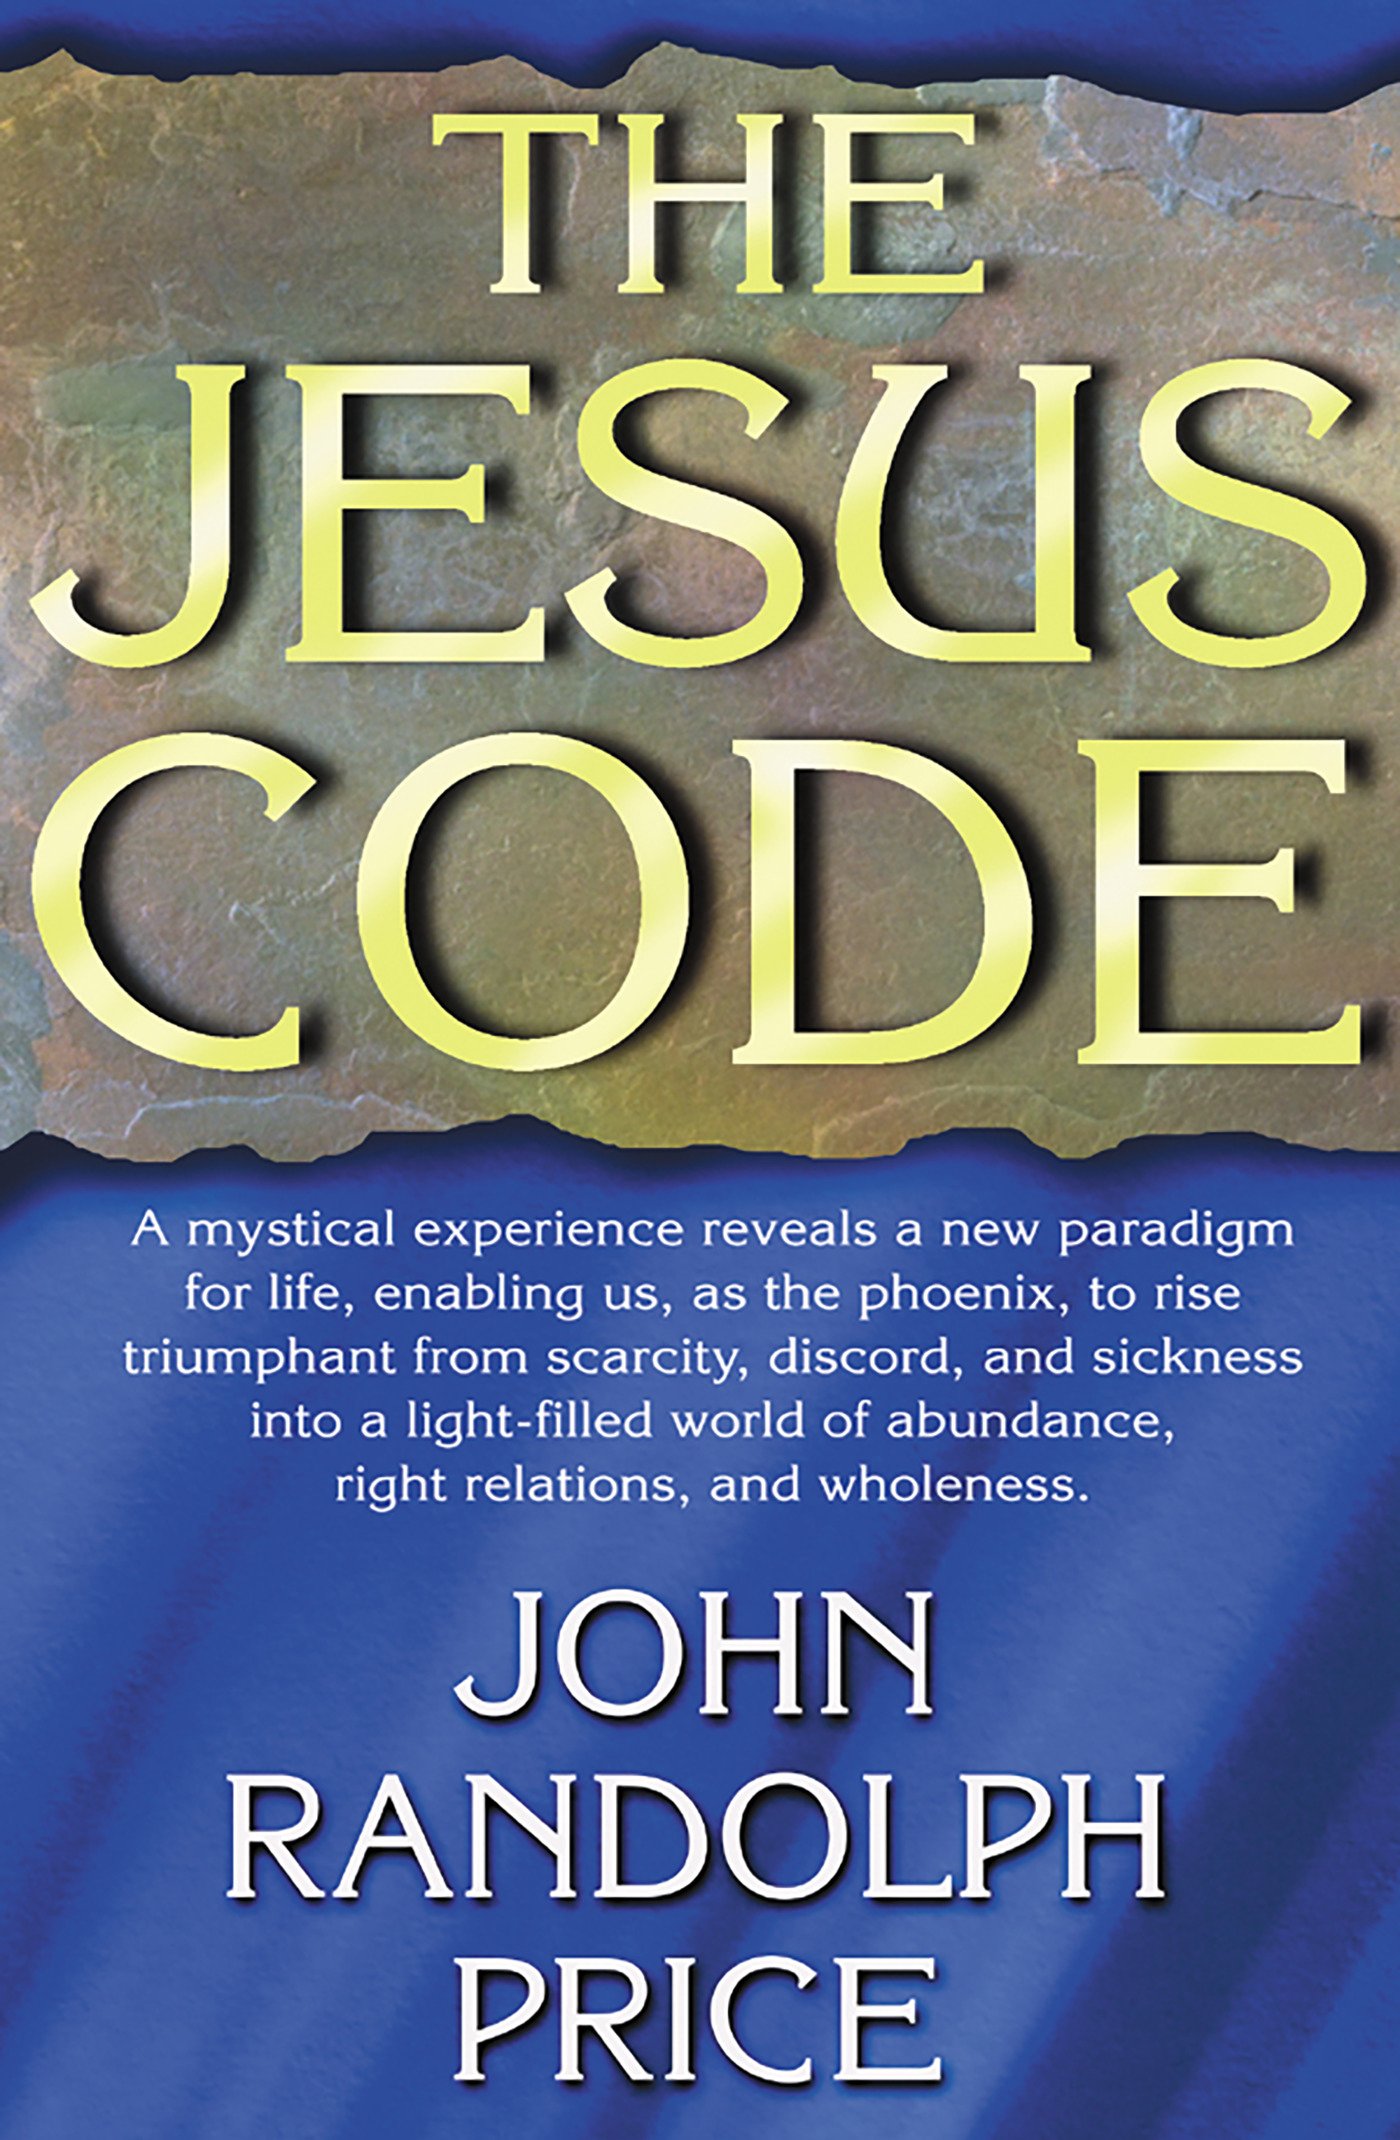 THE
JESUS
CODE
A mystical experience reveals a new paradigm
for life, enabling us, as the phoenix, to rise
triumphant from scarcity, discord, and sickness
into a light-filled world of abundance,
right relations, and wholeness.
JOHN
RANDOLPH
PRICE